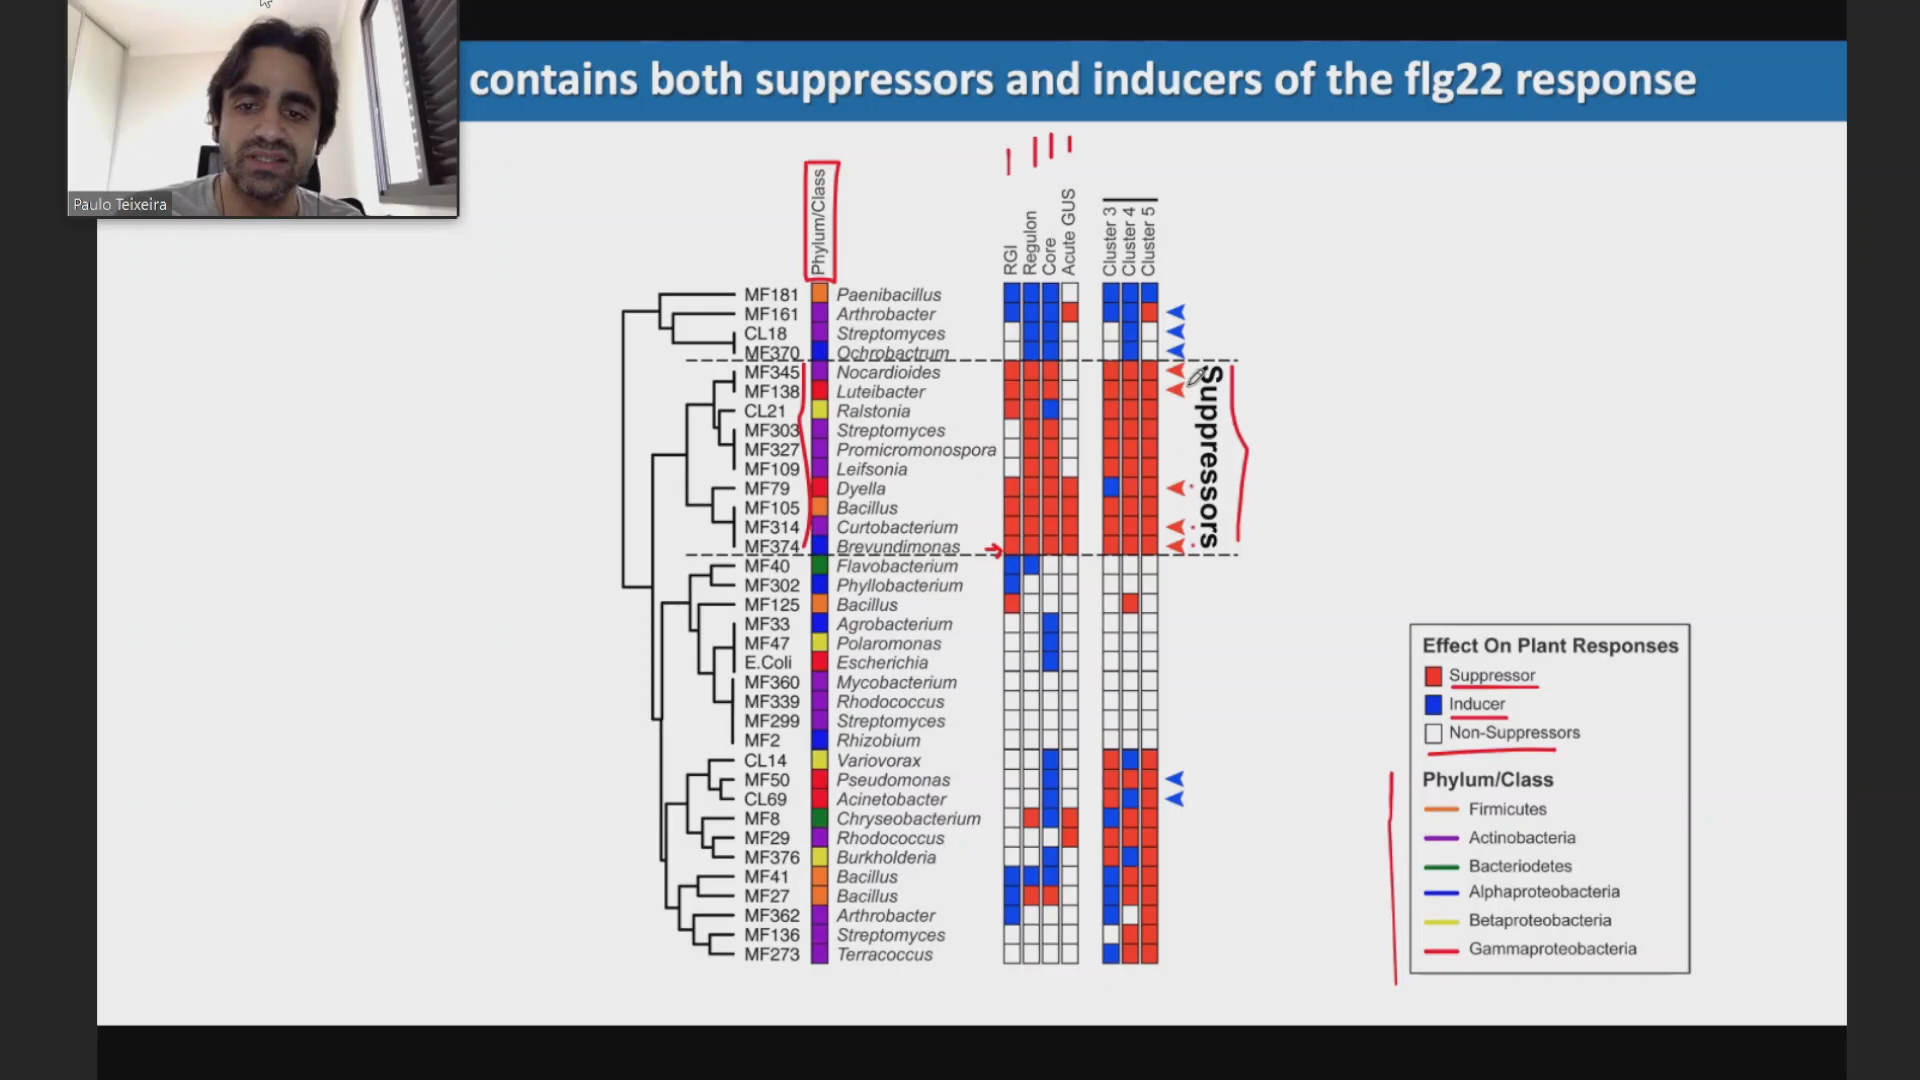 contains both suppressors and inducers of the flg22 response
Paulo Teixeira
Phylum/Class
RGI
Regulon
Core
Acute GUS
Cluster 3
Cluster 4
Cluster 5
MF181 Paenibacillus
MF161 Arthrobacter
CL18 Streptomyces
MF370 Ochrobactrum
MF345 Nocardioides
MF138 Luteibacter
CL21 Ralstonia
MF303 Streptomyces
MF327 Promicromonospora
MF109 Leifsonia
MF79 Dyella
MF105 Bacillus
MF314 Curtobacterium
MF374 Brevundimonas
Suppressors
MF40 Flavobacterium
MF302 Phyllobacterium
MF125 Bacillus
MF33 Agrobacterium
MF47 Polaromonas
E.Coli Escherichia
MF360 Mycobacterium
MF339 Rhodococcus
MF299 Streptomyces
MF2 Rhizobium
CL14 Variovorax
MF50 Pseudomonas
CL69 Acinetobacter
MF8 Chryseobacterium
MF29 Rhodococcus
MF376 Burkholderia
MF41 Bacillus
MF27 Bacillus
MF362 Arthrobacter
MF136 Streptomyces
MF273 Terracoccus
Effect On Plant Responses
Suppressor
Inducer
Non-Suppressors
Phylum/Class
Firmicutes
Actinobacteria
Bacteriodetes
Alphaproteobacteria
Betaproteobacteria
Gammaproteobacteria